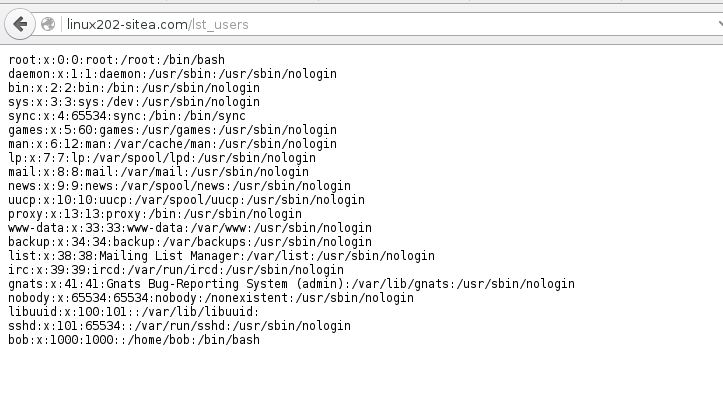 linux202-sitea.com/lst_users
root:x:0:0:root:/root:/bin/bash
daemon:x:1:1:daemon:/usr/sbin:/usr/sbin/nologin
bin:x:2:2:bin:/bin:/usr/sbin/nologin
sys:x:3:3:sys:/dev:/usr/sbin/nologin
sync:x:4:65534:sync:/bin:/bin/sync
games:x:5:60:games:/usr/games:/usr/sbin/nologin
man:x:6:12:man:/var/cache/man:/usr/sbin/nologin
lp:x:7:7:lp:/var/spool/lpd:/usr/sbin/nologin
mail:x:8:8:mail:/var/mail:/usr/sbin/nologin
news:x:9:9:news:/var/spool/news:/usr/sbin/nologin
uucp:x:10:10:uucp:/var/spool/uucp:/usr/sbin/nologin
proxy:x:13:13:proxy:/bin:/usr/sbin/nologin
www-data:x:33:33:www-data:/var/www:/usr/sbin/nologin
backup:x:34:34:backup:/var/backups:/usr/sbin/nologin
list:x:38:38:Mailing List Manager:/var/list:/usr/sbin/nologin
irc:x:39:39:ircd:/var/run/ircd:/usr/sbin/nologin
gnats:x:41:41:Gnats Bug-Reporting System (admin):/var/lib/gnats:/usr/sbin/nologin
nobody:x:65534:65534:nobody:/nonexistent:/usr/sbin/nologin
libuuid:x:100:101::/var/lib/libuuid:
sshd:x:101:65534::/var/run/sshd:/usr/sbin/nologin
bob:x:1000:1000::/home/bob:/bin/bash